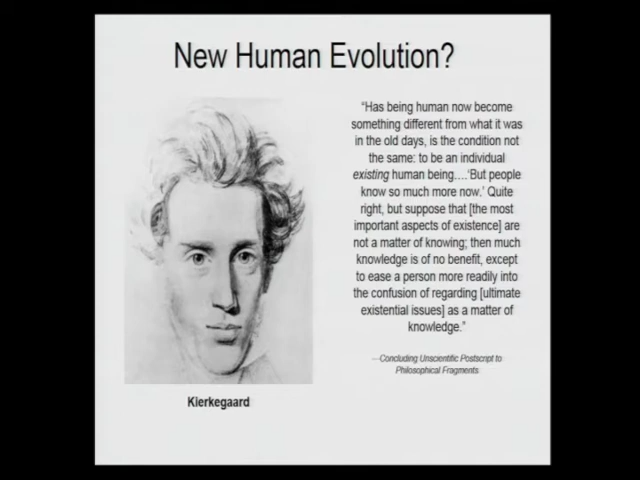 New Human Evolution?
“Has being human now become
something different from what it was
in the old days, is the condition not
the same: to be an individual
existing human being….‘But people
know so much more now.’ Quite
right, but suppose that [the most
important aspects of existence] are
not a matter of knowing; then much
knowledge is of no benefit, except
to ease a person more readily into
the confusion of regarding [ultimate
existential issues] as a matter of
knowledge.”
—Concluding Unscientific Postscript to
Philosophical Fragments
Kierkegaard